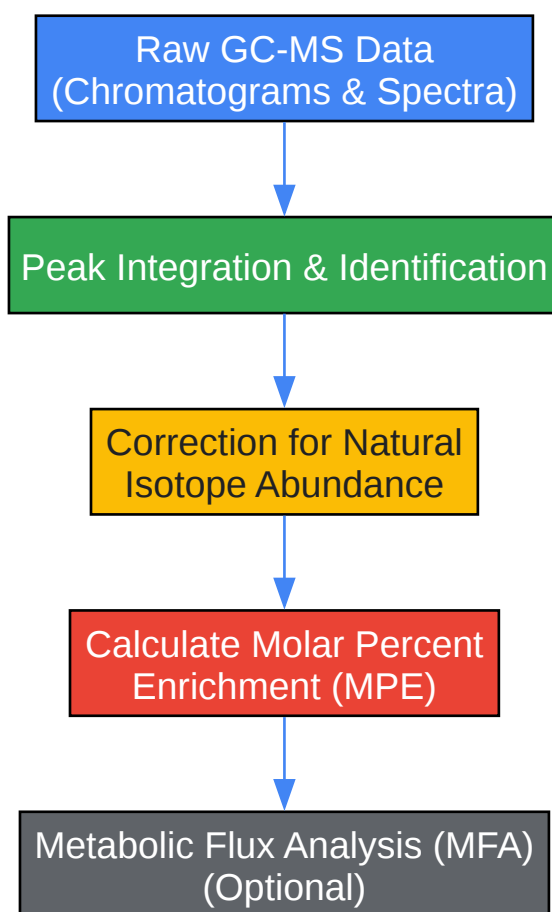 Raw GC-MS Data
(Chromatograms & Spectra)
Peak Integration & Identification
Correction for Natural
Isotope Abundance
Calculate Molar Percent
Enrichment (MPE)
Metabolic Flux Analysis (MFA)
(Optional)